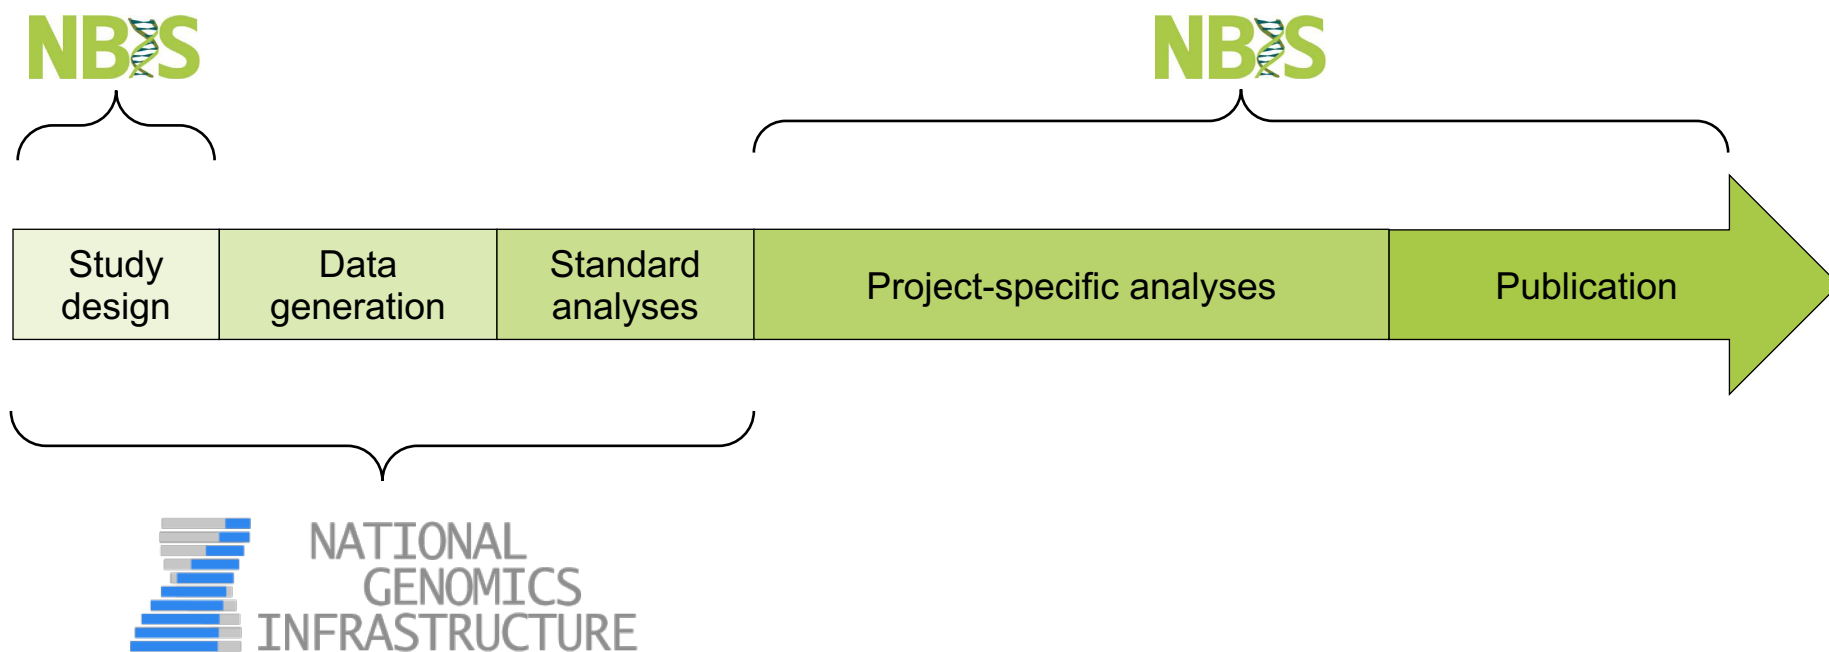 NBIS
NBIS
Study
design
Data
generation
Standard
analyses
Project-specific analyses
Publication
NATIONAL
GENOMICS
INFRASTRUCTURE